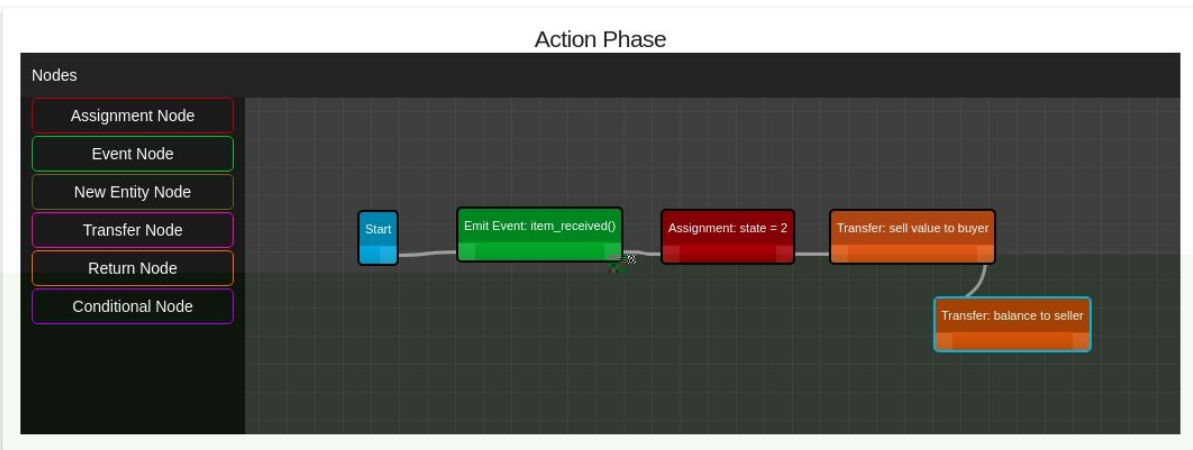 Action Phase
Nodes
Assignment Node
Event Node
New Entity Node
Transfer Node
Return Node
Conditional Node
Start
Emit Event: item_received()
Assignment: state = 2
Transfer: sell value to buyer
Transfer: balance to seller